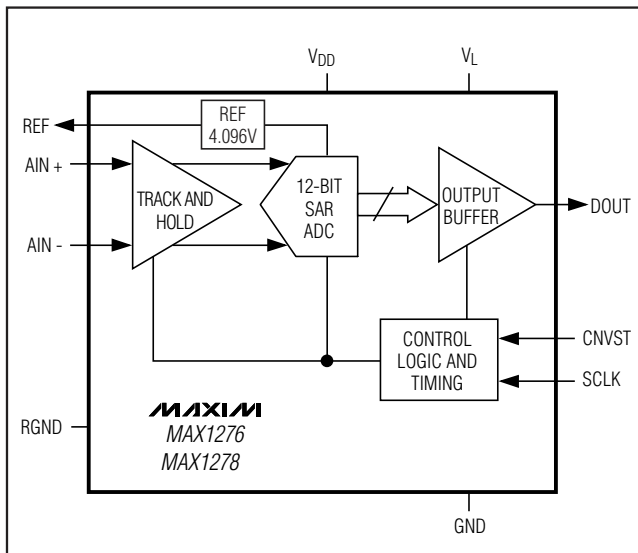 VDD
VL
REF
REF
4.096V
AIN +
TRACK AND
HOLD
12-BIT
SAR
ADC
OUTPUT
BUFFER
DOUT
AIN -
CONTROL
LOGIC AND
TIMING
CNVST
SCLK
MAXIM
MAX1276
MAX1278
RGND
GND